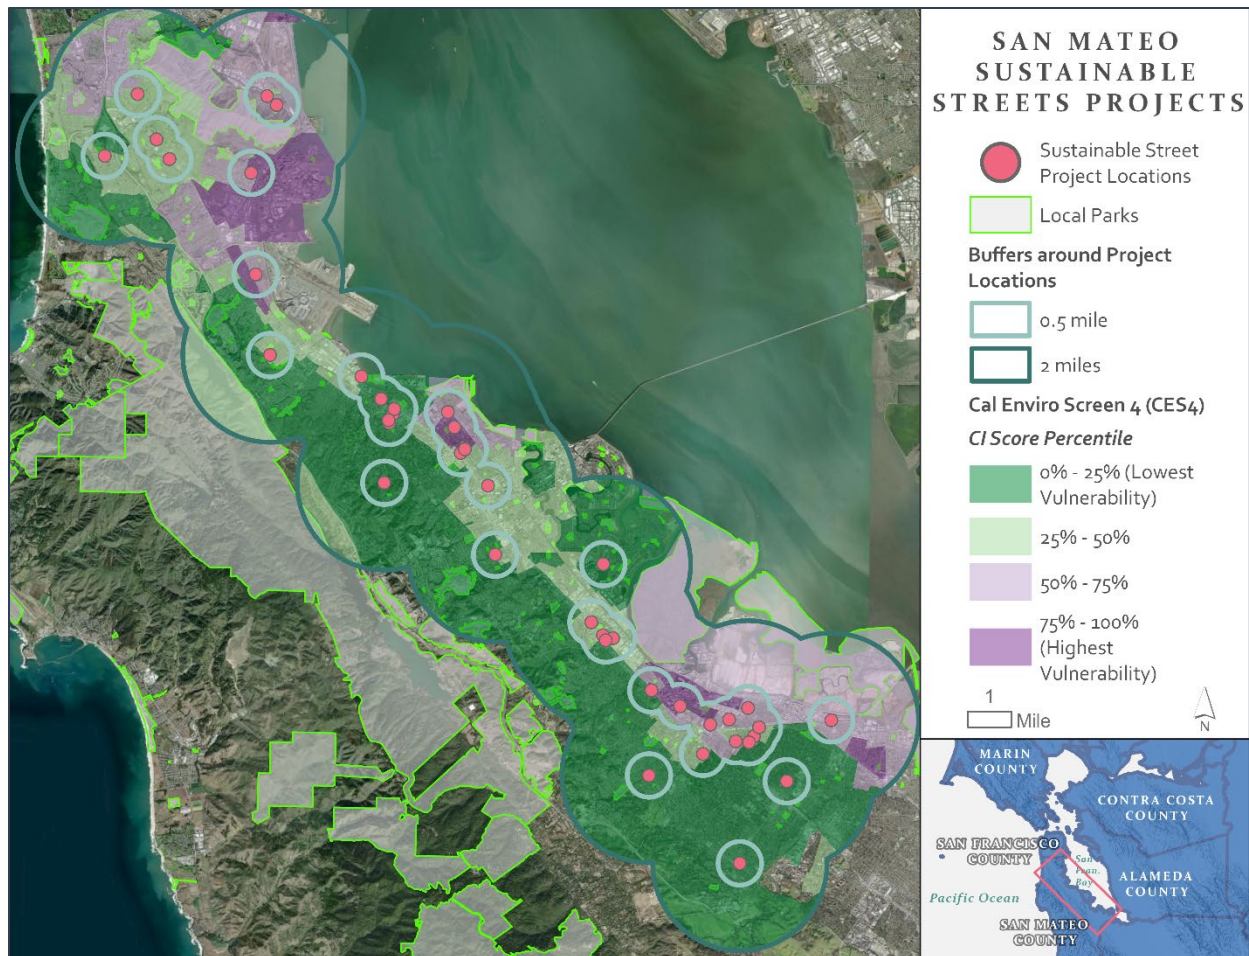 SAN MATEO
SUSTAINABLE
STREETS PROJECTS
Sustainable Street
Project Locations
Local Parks
Buffers around Project
Locations
0.5 mile
2 miles
Cal Enviro Screen 4 (CES4)
CI Score Percentile
0% - 25% (Lowest
Vulnerability)
25% - 50%
50% - 75%
75% - 100%
(Highest
Vulnerability)
1
Mile
N
MARIN
COUNTY
CONTRA COSTA
COUNTY
SAN FRANCISCO
COUNTY
San
Fran.
Bay
ALAMEDA
COUNTY
Pacific Ocean
SAN MATEO
COUNTY